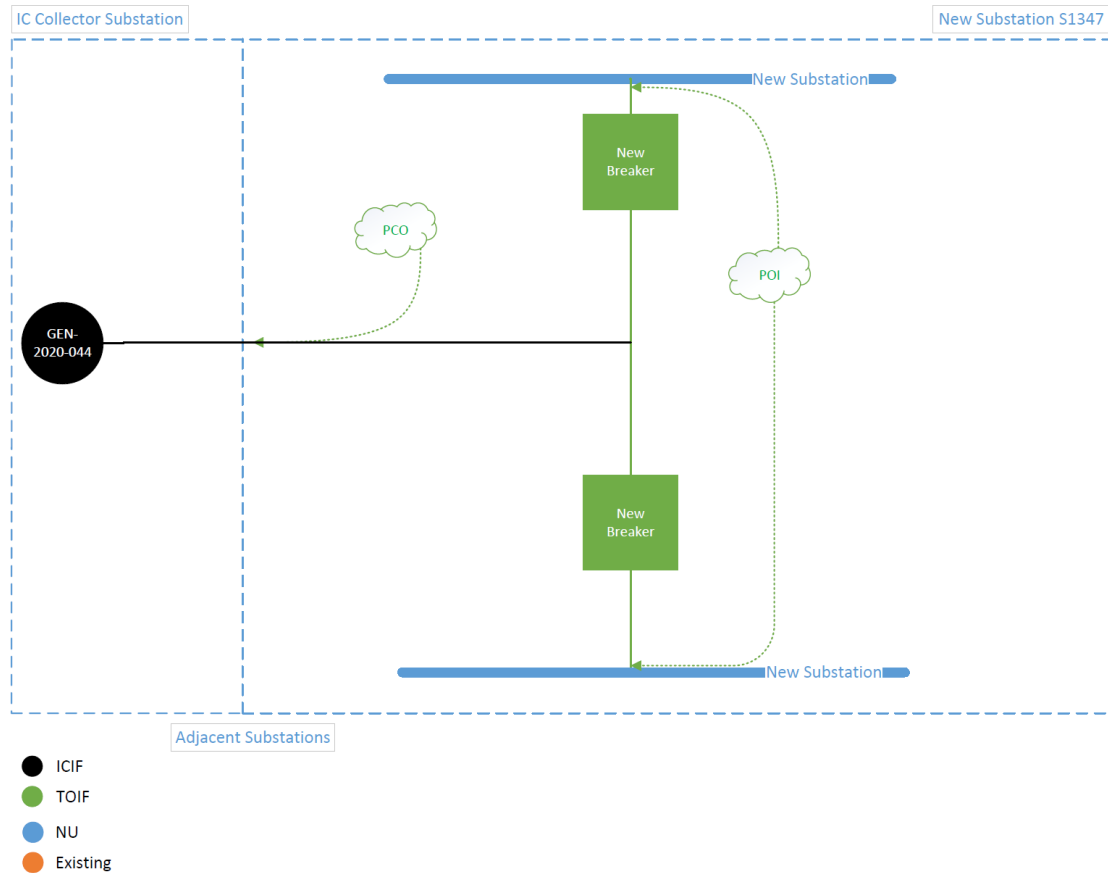 IC Collector Substation
New Substation S1347
New Substation
New
Breaker
PCO
POI
GEN-
2020-044
New
Breaker
New Substation
Adjacent Substations
ICIF
TOIF
NU
Existing